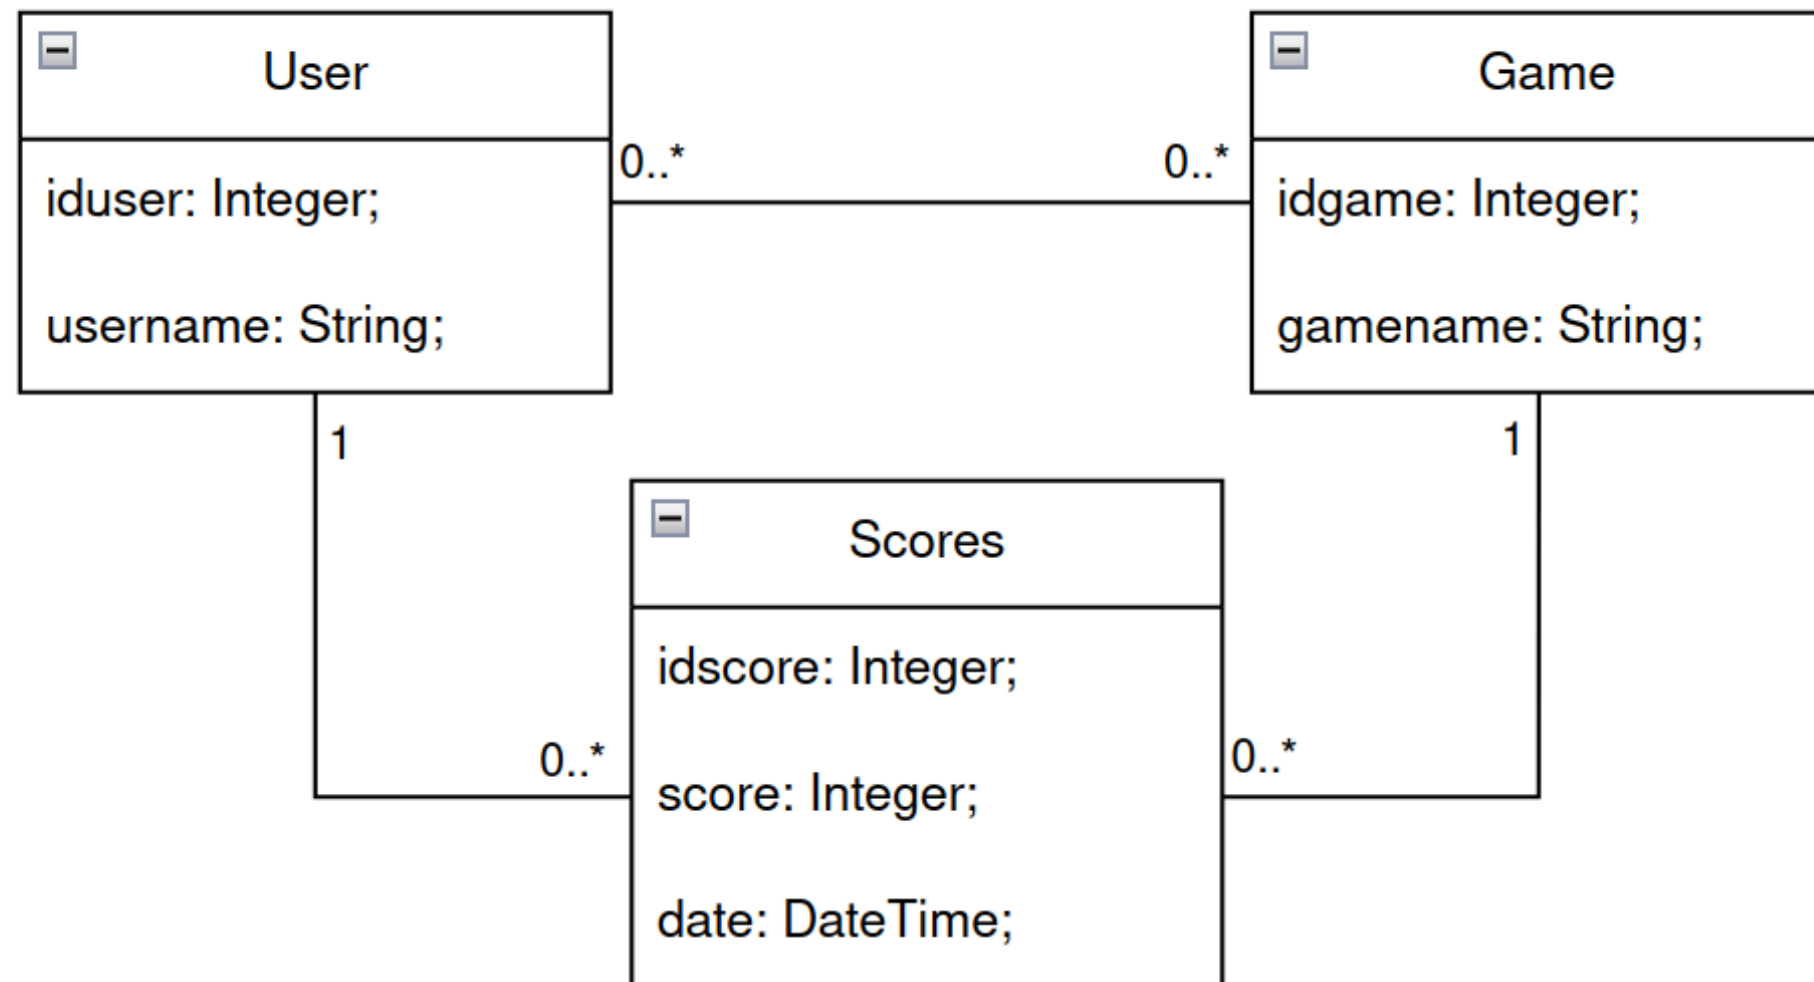 User
Game
0..*
0..*
iduser: Integer;
idgame: Integer;
username: String;
gamename: String;
1
1
Scores
idscore: Integer;
0..*
0..*
score: Integer;
date: DateTime;